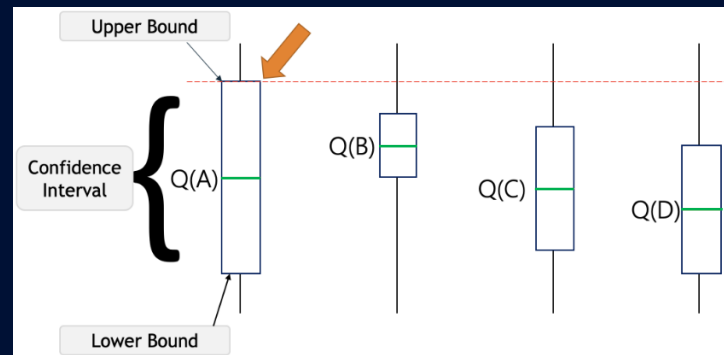 Upper Bound
Confidence
Interval
Q(A)
Q(B)
Q(C)
Q(D)
Lower Bound